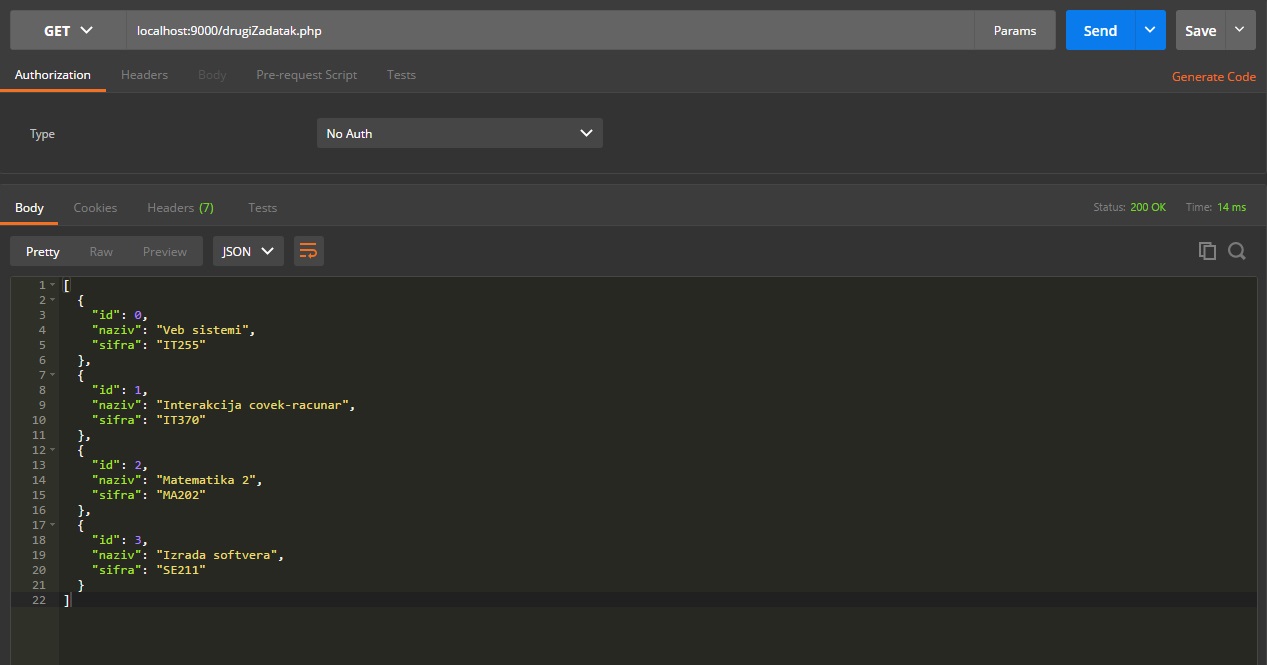 GET localhost:9000/drugiZadatak.php Params Send Save
Authorization Headers Body Pre-request Script Tests Generate Code
Type No Auth
Body Cookies Headers (7) Tests Status: 200 OK Time: 14 ms
Pretty Raw Preview JSON
1 [
2 {
3 "id": 0,
4 "naziv": "Veb sistemi",
5 "sifra": "IT255"
6 },
7 {
8 "id": 1,
9 "naziv": "Interakcija covek-racunar",
10 "sifra": "IT370"
11 },
12 {
13 "id": 2,
14 "naziv": "Matematika 2",
15 "sifra": "MA202"
16 },
17 {
18 "id": 3,
19 "naziv": "Izrada softvera",
20 "sifra": "SE211"
21 }
22 ]